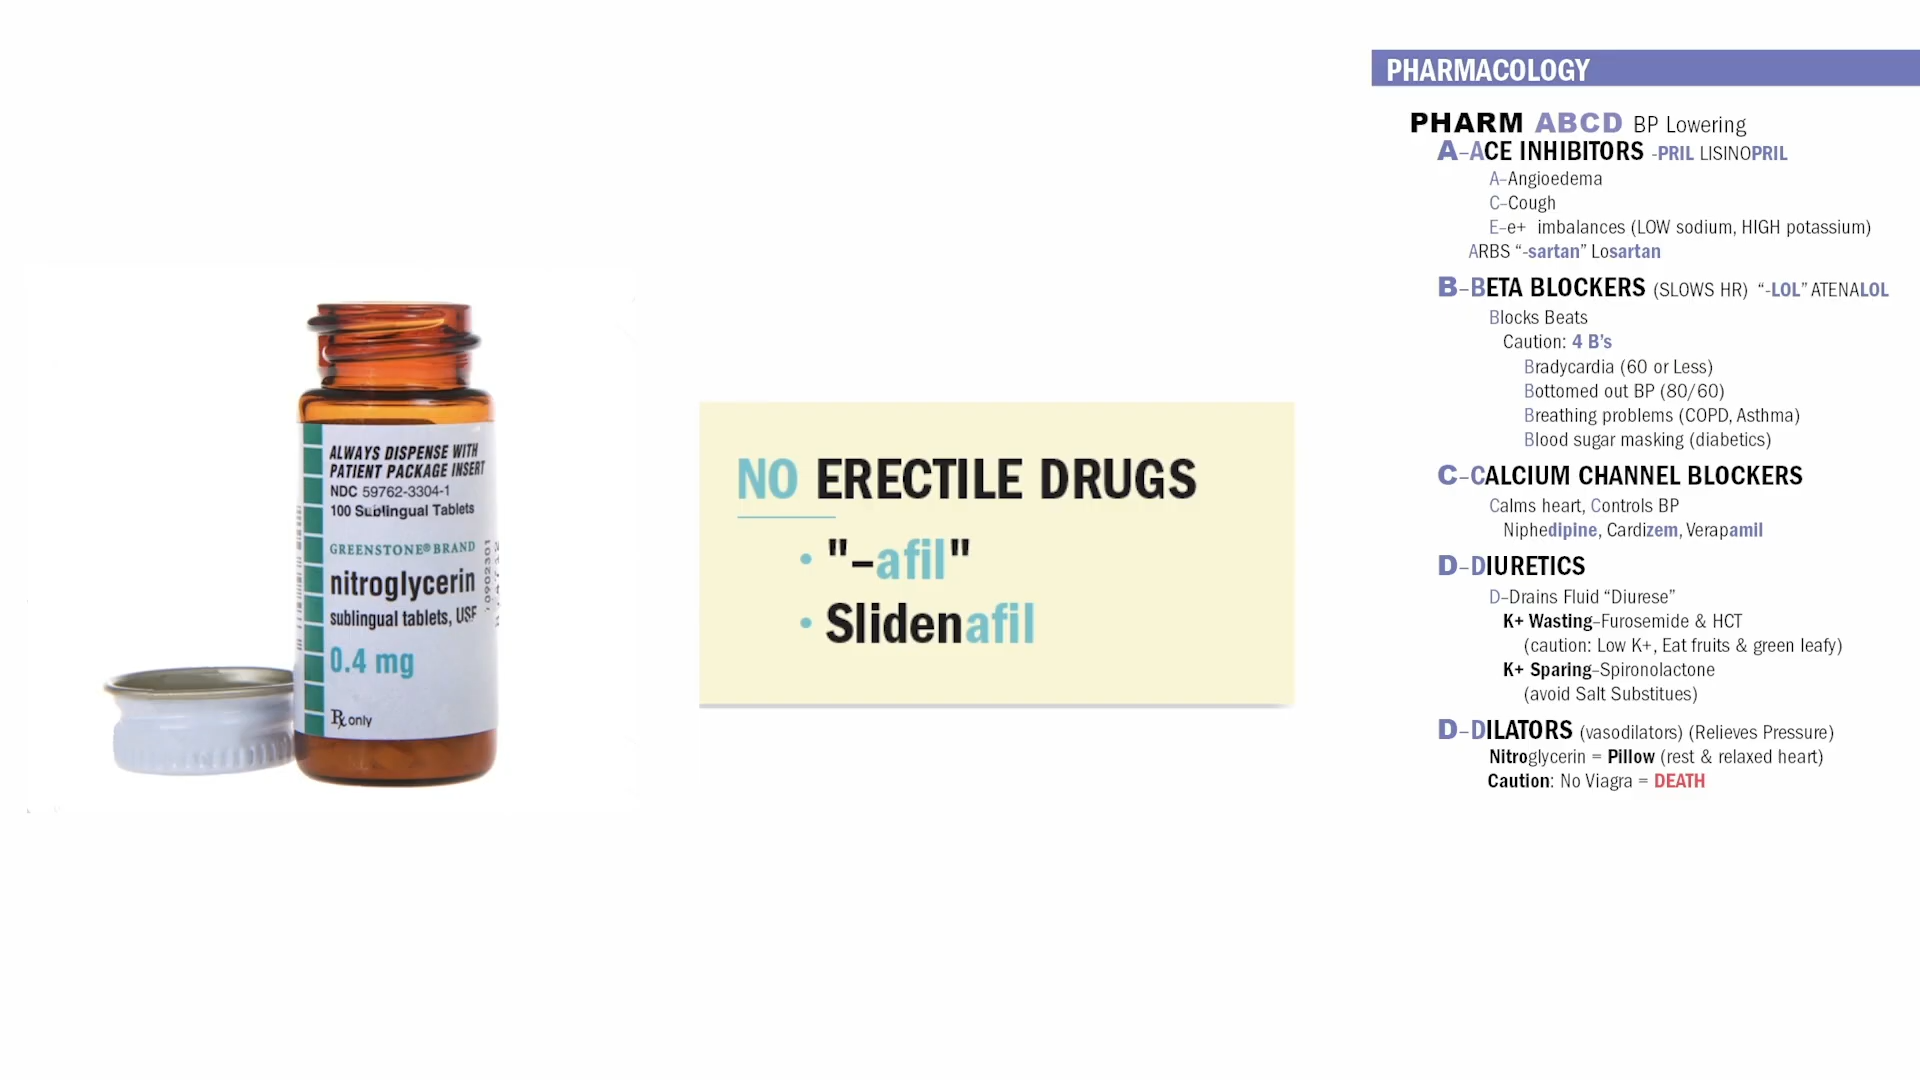 ALWAYS DISPENSE WITH
PATIENT PACKAGE INSERT
NDC 59762-3304-1
100 Sublingual Tablets
GREENSTONE® BRAND
nitroglycerin
sublingual tablets, USP
0.4 mg
Rx only
NO ERECTILE DRUGS
• "–afil"
• Slidenafil
PHARMACOLOGY
PHARM ABCD BP Lowering
A–ACE INHIBITORS -PRIL LISINOPRIL
A–Angioedema
C–Cough
E–e+ imbalances (LOW sodium, HIGH potassium)
ARBS “-sartan” Losartan
B–BETA BLOCKERS (SLOWS HR) “-LOL” ATENALOL
Blocks Beats
Caution: 4 B’s
Bradycardia (60 or Less)
Bottomed out BP (80/60)
Breathing problems (COPD, Asthma)
Blood sugar masking (diabetics)
C–CALCIUM CHANNEL BLOCKERS
Calms heart, Controls BP
Niphedipine, Cardizem, Verapamil
D–DIURETICS
D–Drains Fluid “Diurese”
K+ Wasting–Furosemide & HCT
(caution: Low K+, Eat fruits & green leafy)
K+ Sparing–Spironolactone
(avoid Salt Substitues)
D–DILATORS (vasodilators) (Relieves Pressure)
Nitroglycerin = Pillow (rest & relaxed heart)
Caution: No Viagra = DEATH